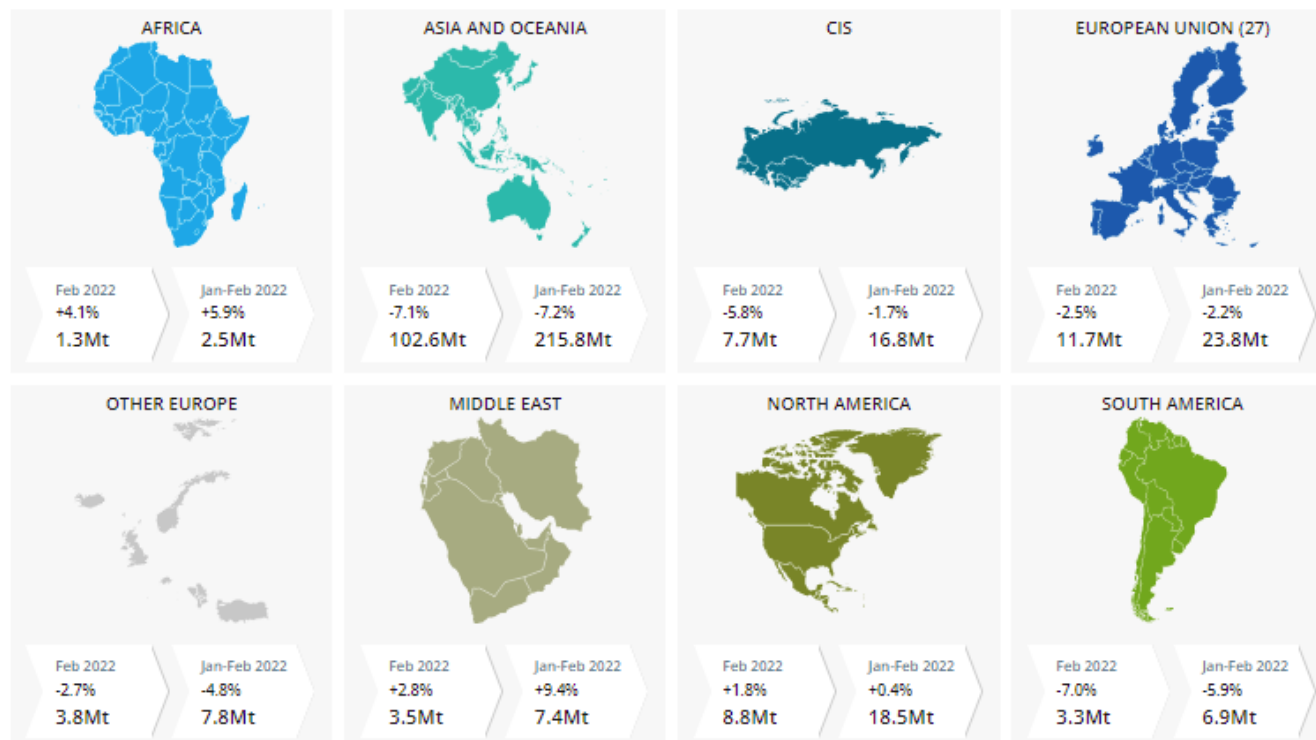 AFRICA
Feb 2022
+4.1%
1.3Mt
Jan-Feb 2022
+5.9%
2.5Mt
ASIA AND OCEANIA
Feb 2022
-7.1%
102.6Mt
Jan-Feb 2022
-7.2%
215.8Mt
CIS
Feb 2022
-5.8%
7.7Mt
Jan-Feb 2022
-1.7%
16.8Mt
EUROPEAN UNION (27)
Feb 2022
-2.5%
11.7Mt
Jan-Feb 2022
-2.2%
23.8Mt
OTHER EUROPE
Feb 2022
-2.7%
3.8Mt
Jan-Feb 2022
-4.8%
7.8Mt
MIDDLE EAST
Feb 2022
+2.8%
3.5Mt
Jan-Feb 2022
+9.4%
7.4Mt
NORTH AMERICA
Feb 2022
+1.8%
8.8Mt
Jan-Feb 2022
+0.4%
18.5Mt
SOUTH AMERICA
Feb 2022
-7.0%
3.3Mt
Jan-Feb 2022
-5.9%
6.9Mt